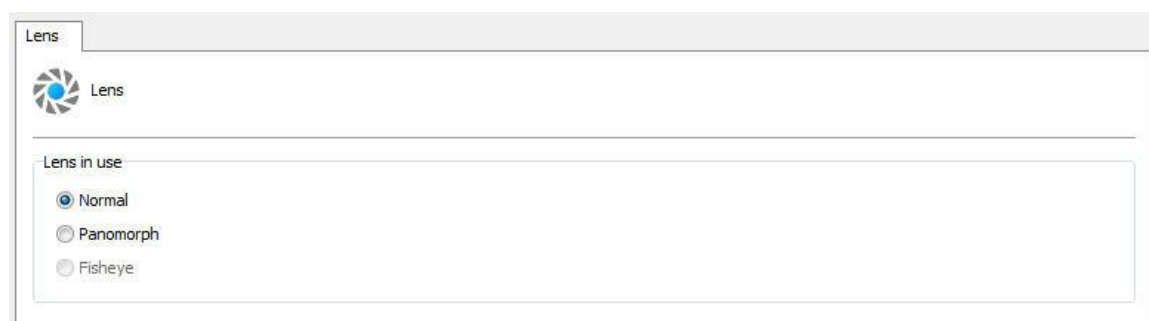 Lens
Lens
Lens in use
Normal
Panomorph
Fisheye